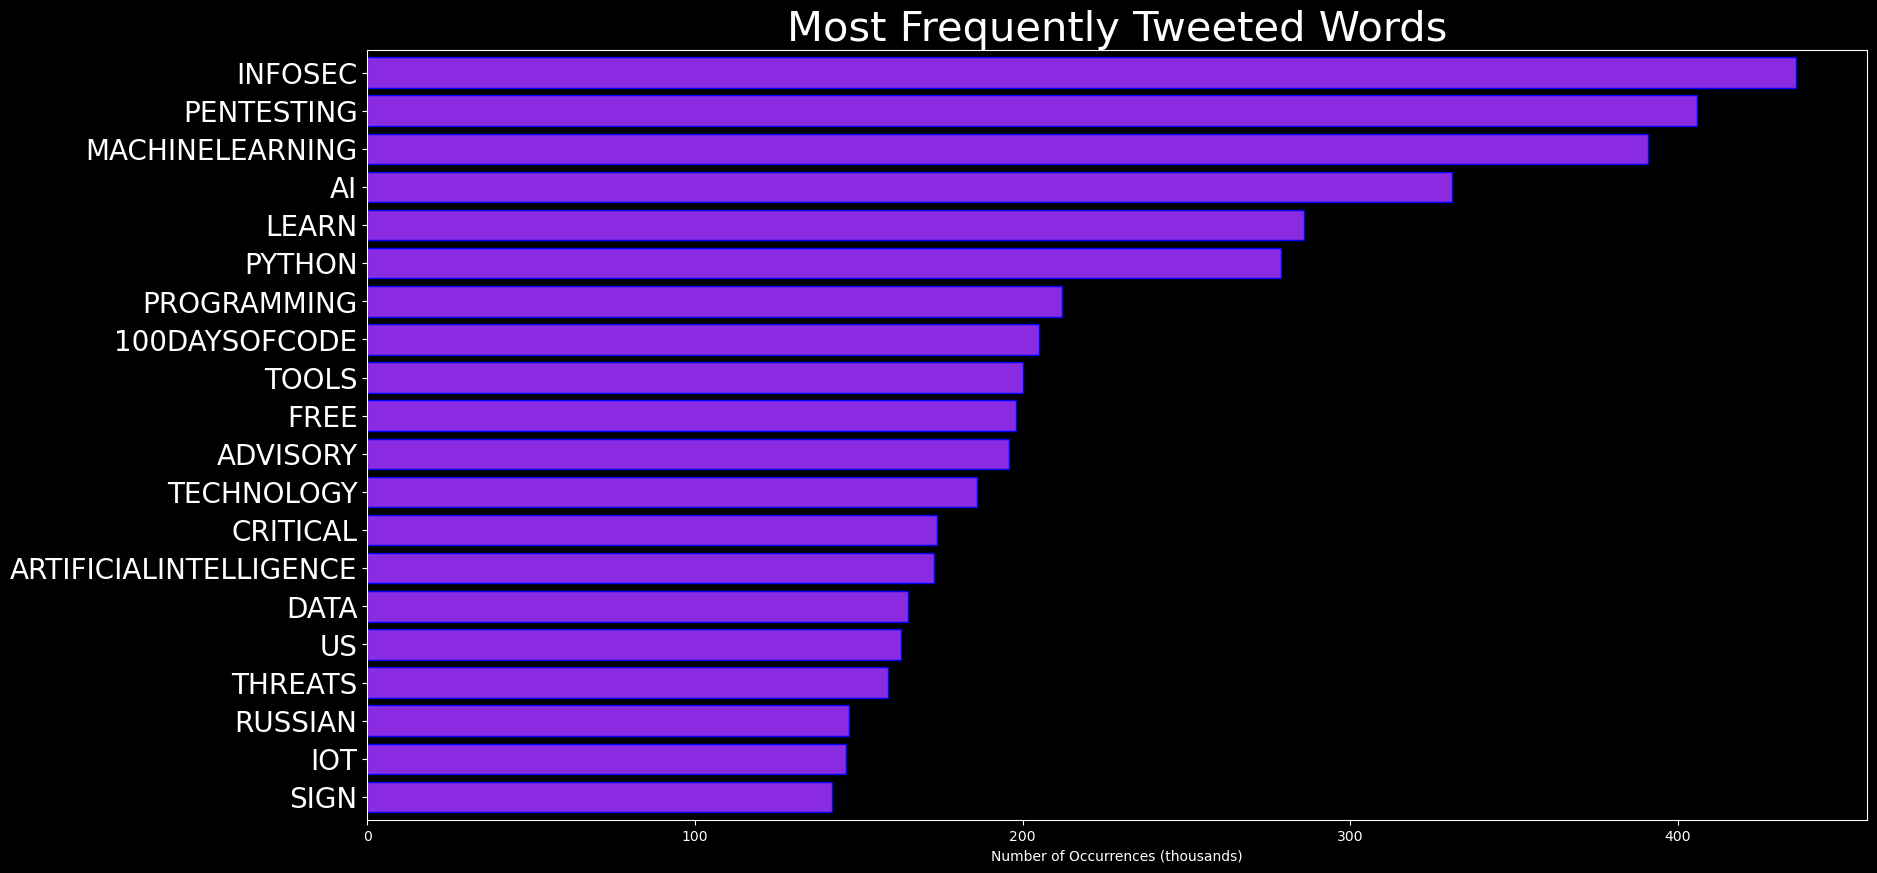 Most Frequently Tweeted Words
INFOSEC
PENTESTING
MACHINELEARNING
AI
LEARN
PYTHON
PROGRAMMING
100DAYSOFCODE
TOOLS
FREE
ADVISORY
TECHNOLOGY
CRITICAL
ARTIFICIALINTELLIGENCE
DATA
US
THREATS
RUSSIAN
IOT
SIGN
0 100 200 300 400
Number of Occurrences (thousands)